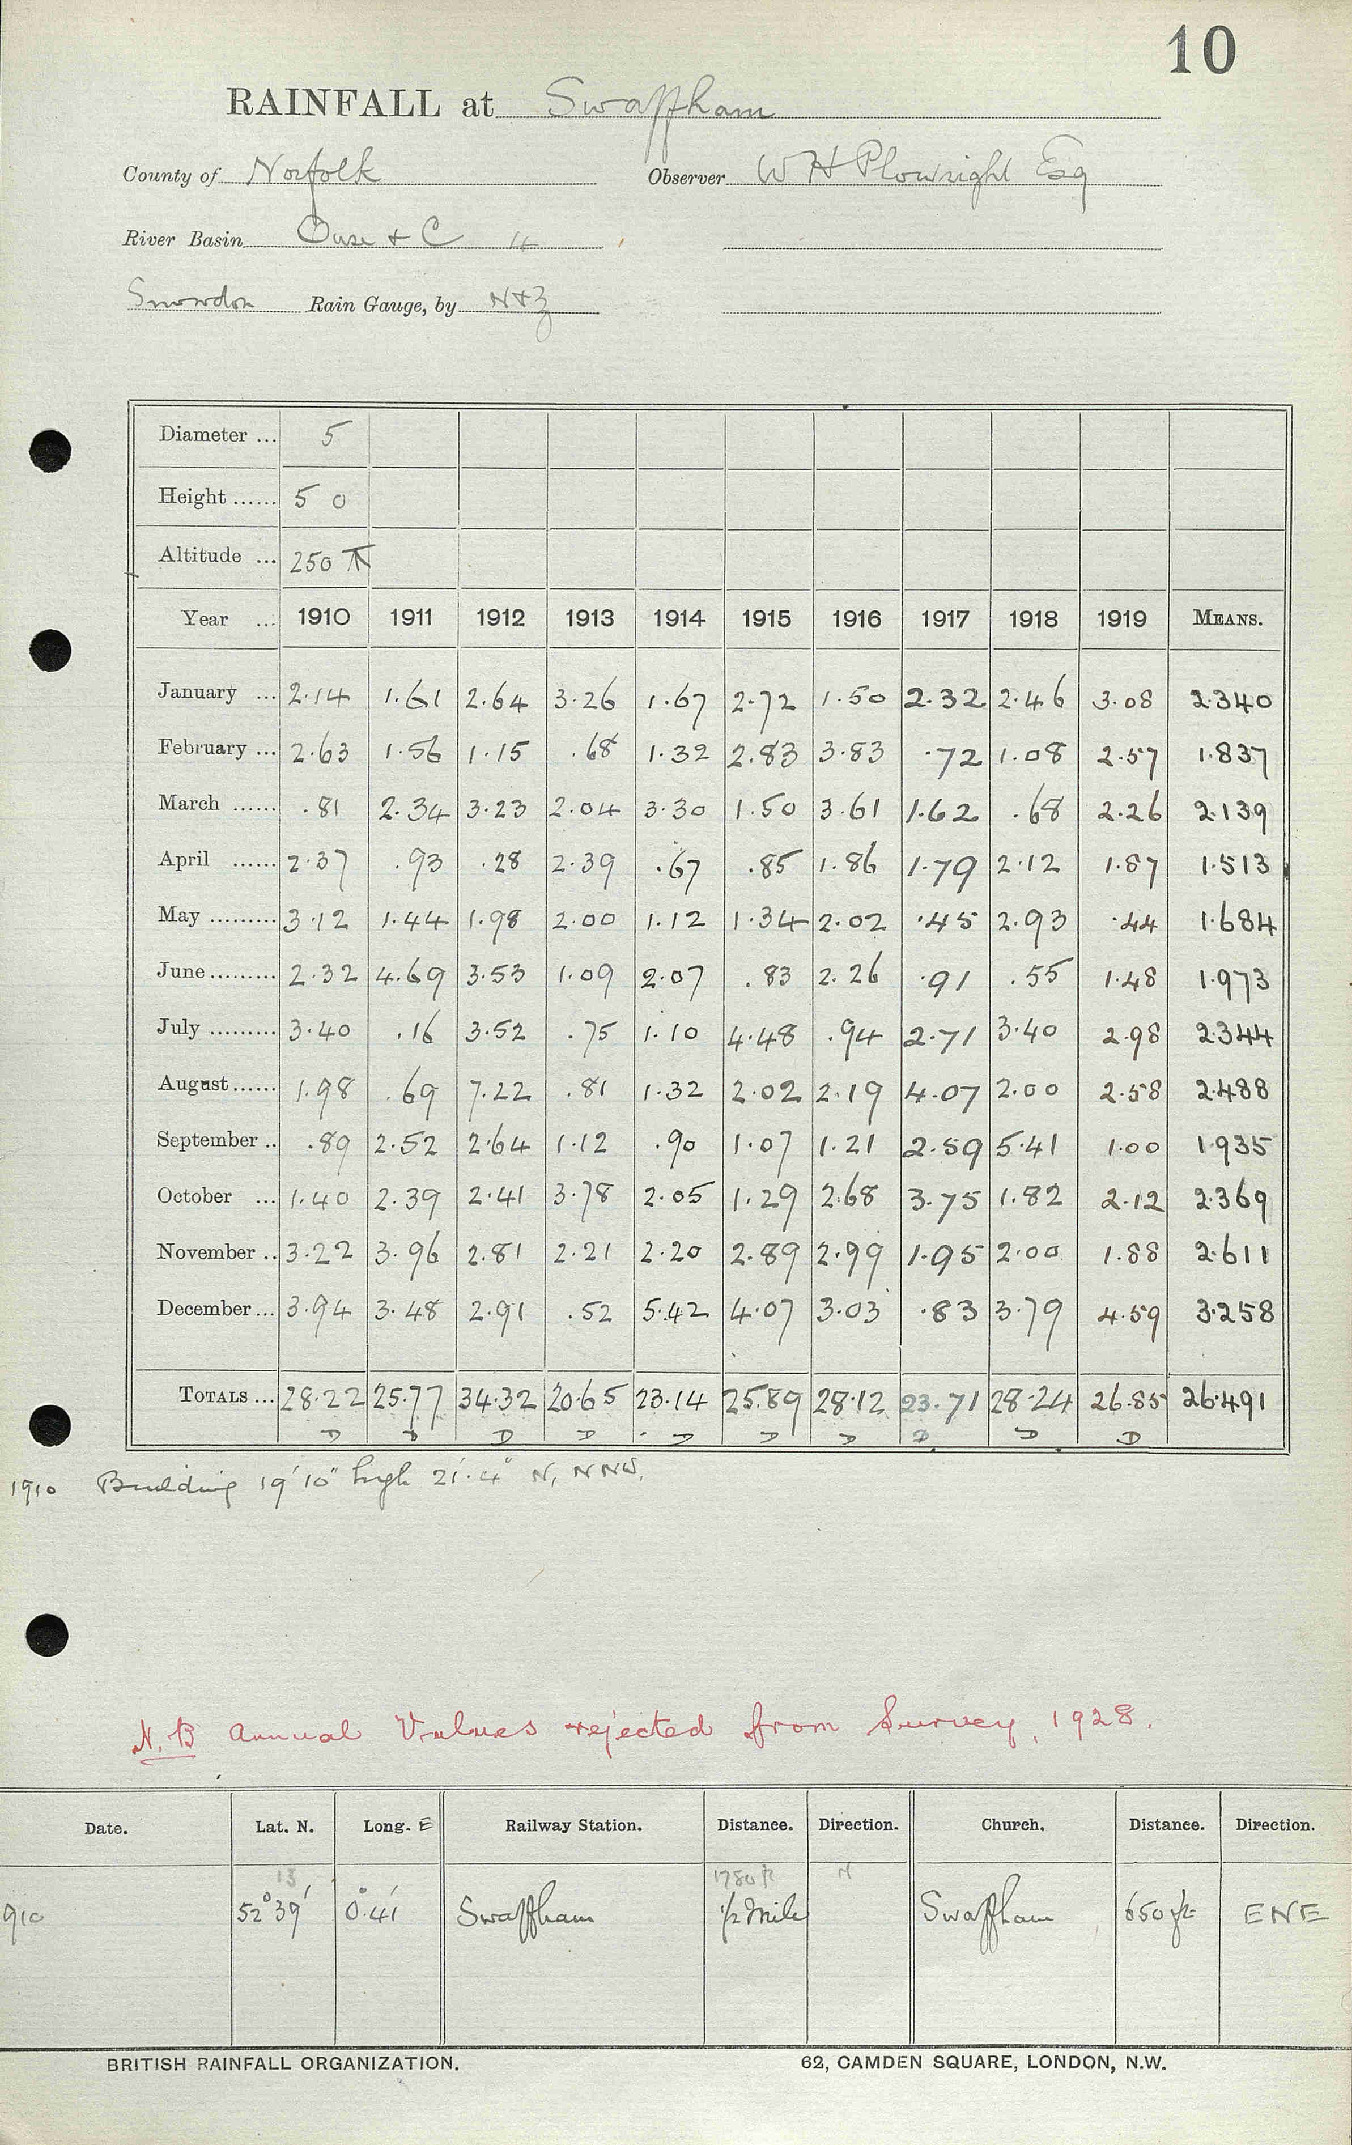 10
RAINFALL at Swaffham
County of Norfolk Observer W H Plowright Esq
River Basin Ouse + C 4
Snowdon Rain Gauge, by N+Z
Diameter ... 5
Height ...... 5 0
Altitude ... 250
Year ... 1910 1911 1912 1913 1914 1915 1916 1917 1918 1919 MEANS.
January ... 2.14 1.61 2.64 3.26 1.67 2.72 1.50 2.32 2.46 3.08 2.340
February ... 2.63 1.56 1.15 .68 1.32 2.83 3.83 .72 1.08 2.57 1.837
March ...... .81 2.34 3.23 2.04 3.30 1.50 3.61 1.62 .68 2.26 2.139
April ...... 2.37 .93 .28 2.39 .67 .85 1.86 1.79 2.12 1.87 1.513
May ......... 3.12 1.44 1.98 2.00 1.12 1.34 2.02 .45 2.93 .44 1.684
June ......... 2.32 4.69 3.53 1.09 2.07 .83 2.26 .91 .55 1.48 1.973
July ......... 3.40 .16 3.52 .75 1.10 4.48 .94 2.71 3.40 2.98 2.344
August ...... 1.98 .69 7.22 .81 1.32 2.02 2.19 4.07 2.00 2.58 2.488
September .. .89 2.52 2.64 1.12 .90 1.07 1.21 2.59 5.41 1.00 1.935
October ... 1.40 2.39 2.41 3.78 2.05 1.29 2.68 3.75 1.82 2.12 2.369
November .. 3.22 3.96 2.81 2.21 2.20 2.89 2.99 1.95 2.00 1.88 2.611
December ... 3.94 3.48 2.91 .52 5.42 4.07 3.03 .83 3.79 4.59 3.258
TOTALS ... 28.22 25.77 34.32 20.65 23.14 25.89 28.12 23.71 28.24 26.85 26.491
D D D D D D D D D D
1910 Building 19'10" high 21'.4" N, NNW.
N.B Annual Values rejected from Survey, 1928.
Date. Lat. N. Long. E Railway Station. Distance. Direction. Church. Distance. Direction.
13 1780 ft N
910 52°39' 0°.41' Swaffham 1/2 Mile Swaffham 650 ft ENE
BRITISH RAINFALL ORGANIZATION. 62, CAMDEN SQUARE, LONDON, N.W.